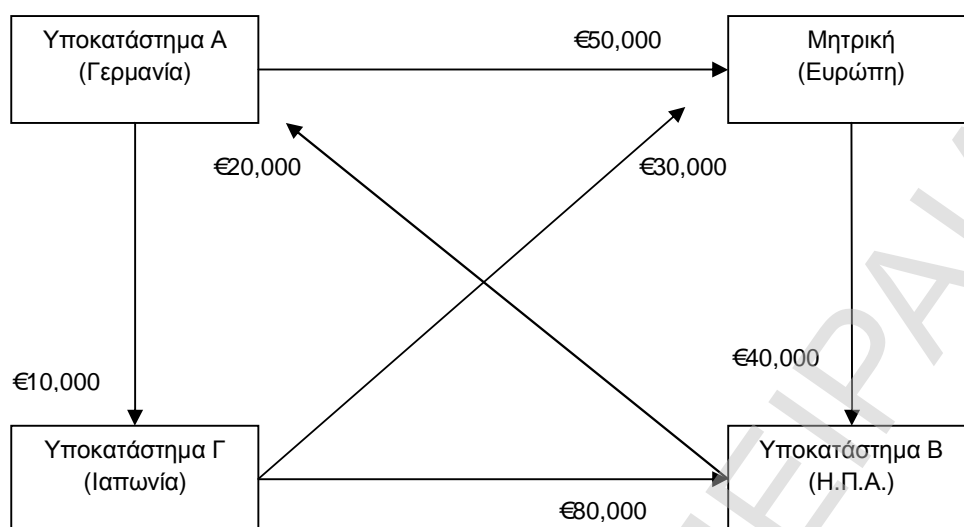 Υποκατάστημα Α
(Γερμανία)
€50,000
Μητρική
(Ευρώπη)
€20,000
€30,000
€10,000
€40,000
Υποκατάστημα Γ
(Ιαπωνία)
Υποκατάστημα Β
(Η.Π.Α.)
€80,000